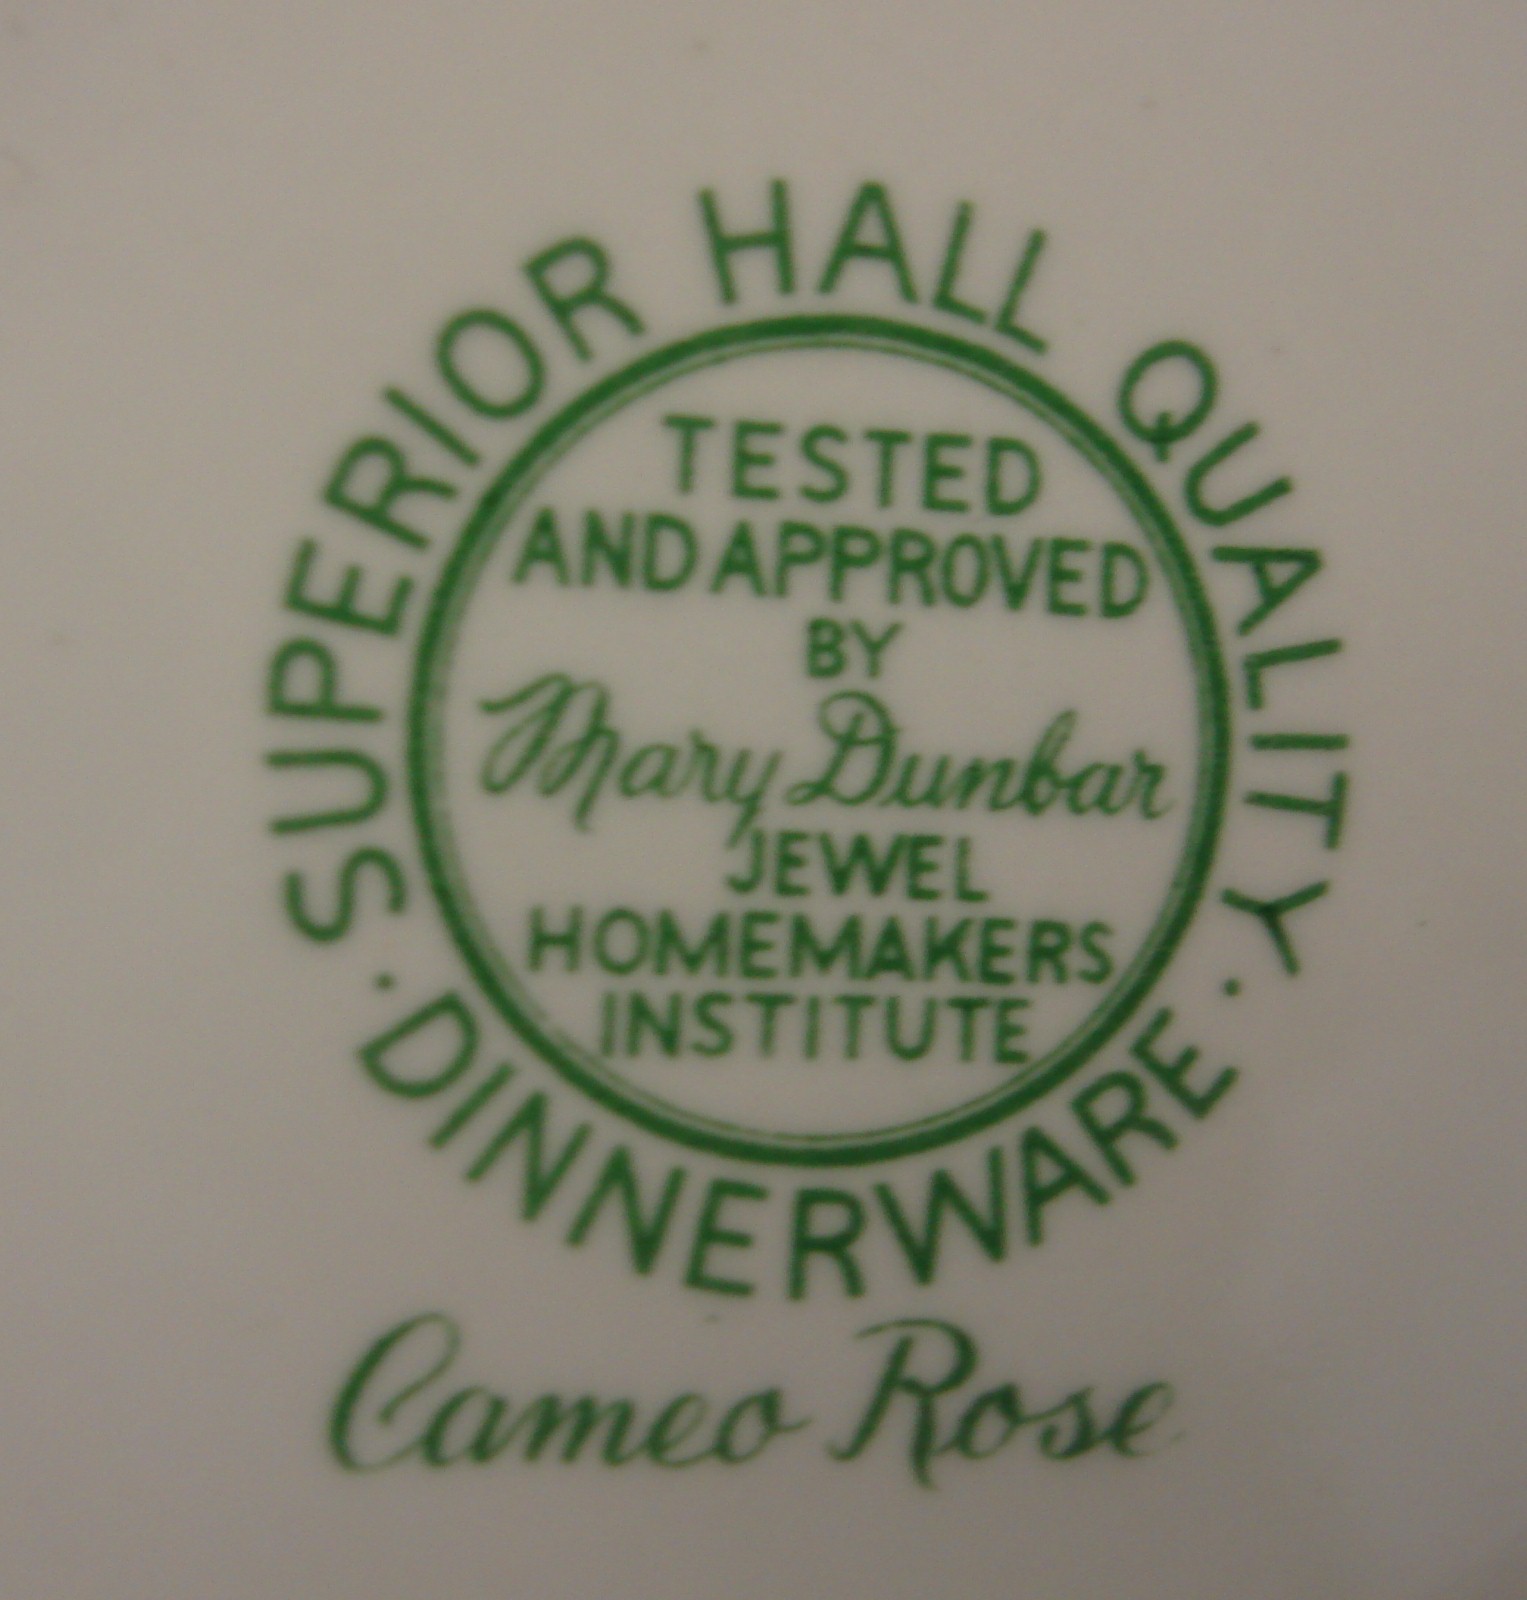 SUPERIOR HALL QUALITY
TESTED
AND APPROVED
BY
Mary Dunbar
JEWEL
HOMEMAKERS
INSTITUTE
· DINNERWARE ·
Cameo Rose